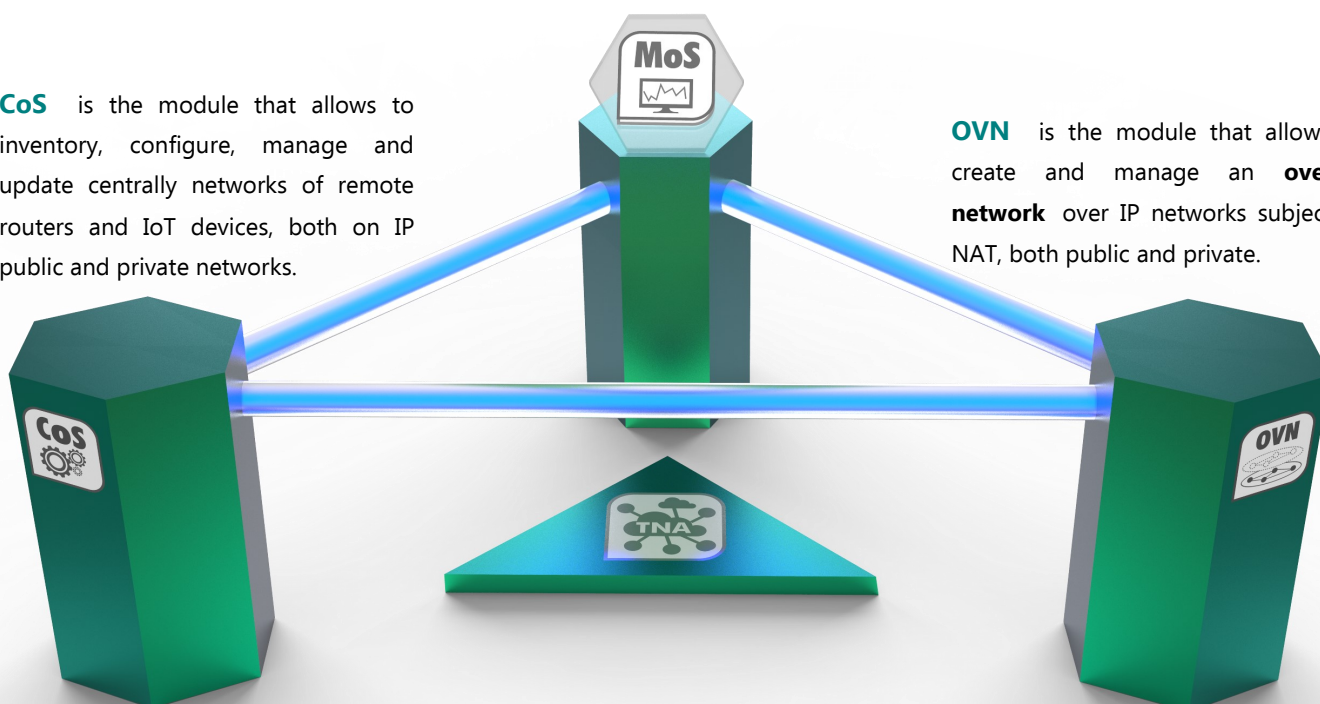 MoS
CoS is the module that allows to
inventory, configure, manage and
update centrally networks of remote
routers and IoT devices, both on IP
public and private networks.
OVN is the module that allow
create and manage an ove
network over IP networks subjec
NAT, both public and private.
CoS
OVN
TNA